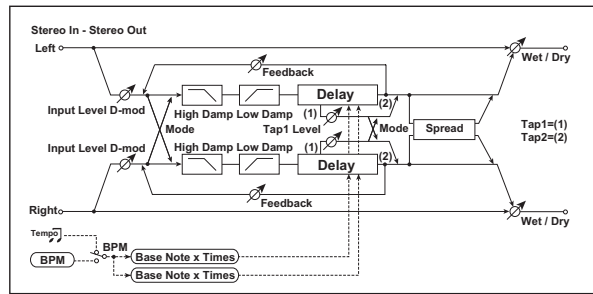 Stereo In - Stereo Out
Left
Wet / Dry
Feedback
Input Level D-mod
High Damp Low Damp
Delay
(1)
(2)
Mode
Tap1 Level
Mode
Spread
Tap1=(1)
Tap2=(2)
Input Level D-mod
High Damp Low Damp
(1)
Delay
(2)
Feedback
Right
Wet / Dry
Tempo
BPM
BPM
Base Note x Times
Base Note x Times